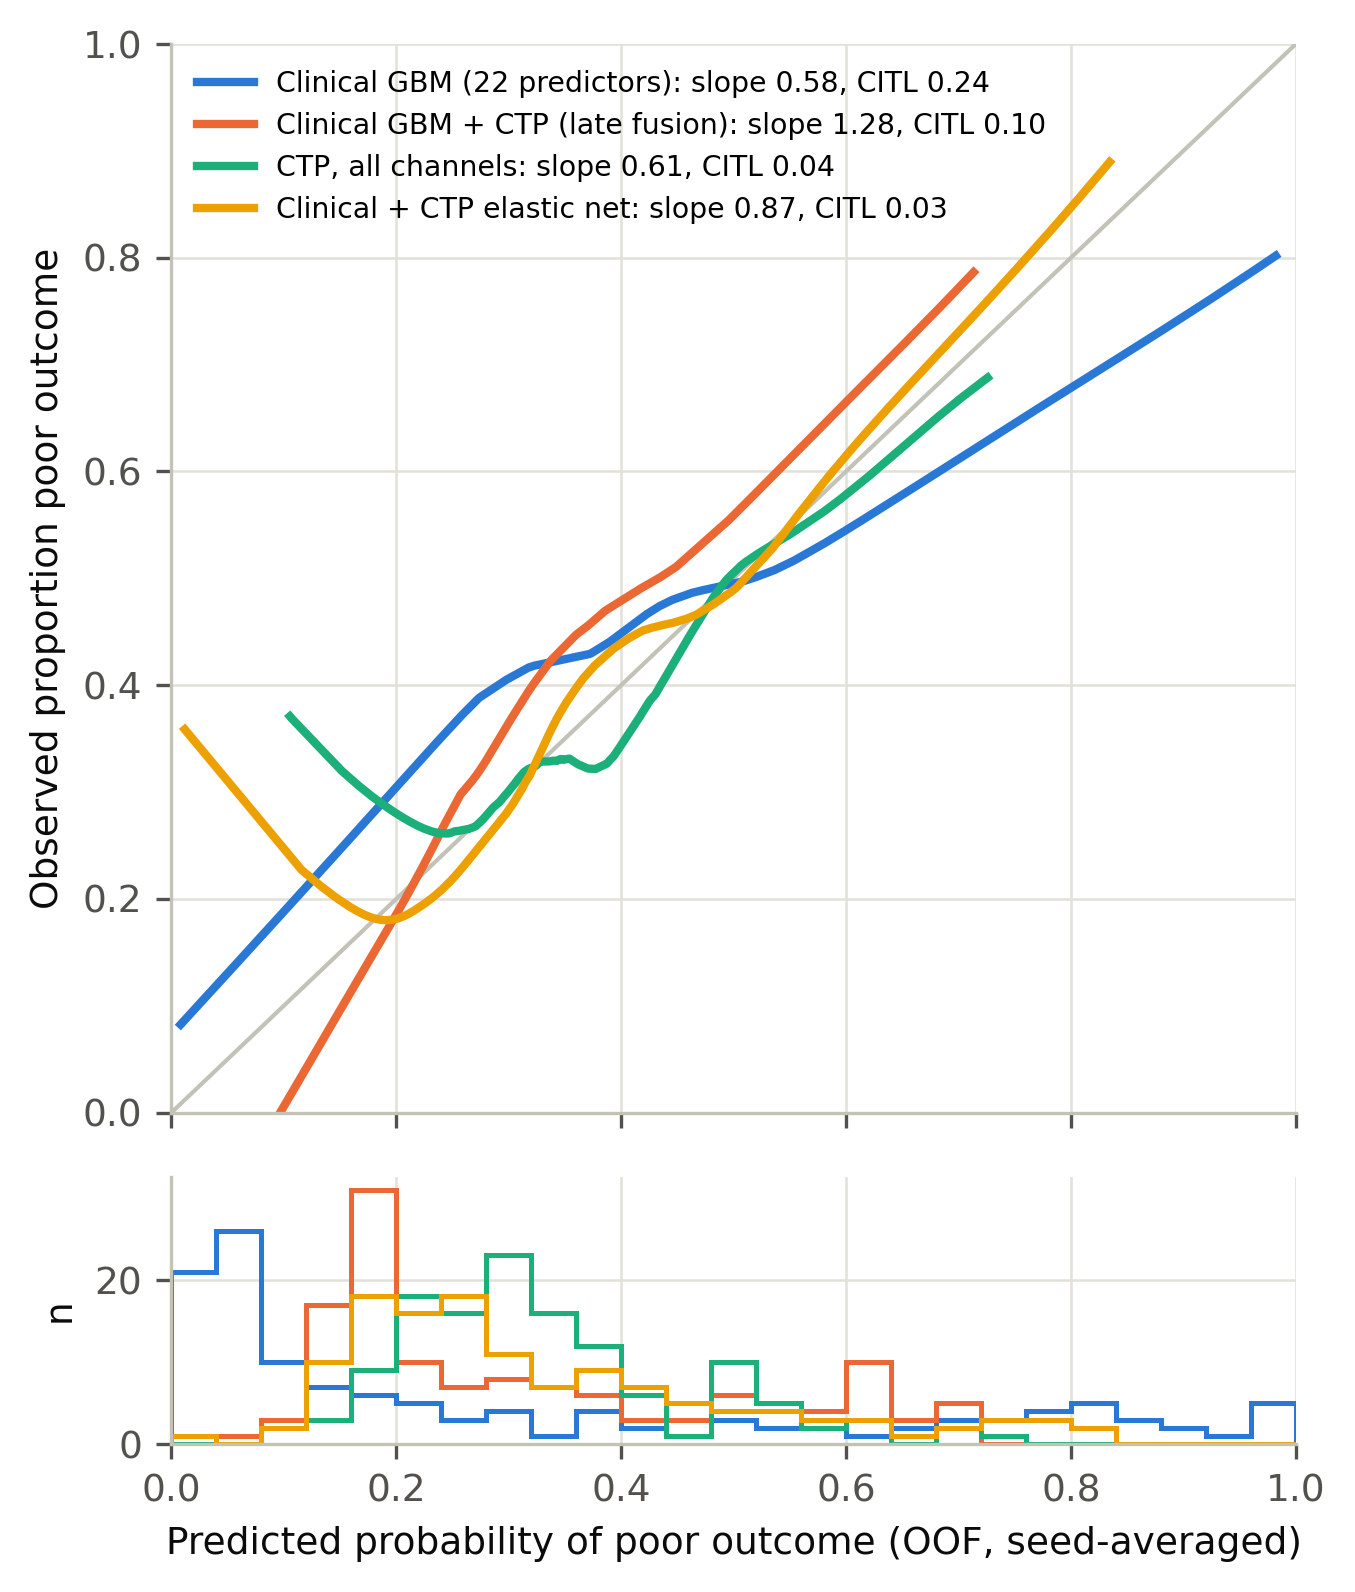 1.0
Clinical GBM (22 predictors): slope 0.58, CITL 0.24
Clinical GBM + CTP (late fusion): slope 1.28, CITL 0.10
CTP, all channels: slope 0.61, CITL 0.04
Clinical + CTP elastic net: slope 0.87, CITL 0.03
0.8
0.6
0.4
0.2
0.0
Observed proportion poor outcome
20
0
n
0.0 0.2 0.4 0.6 0.8 1.0
Predicted probability of poor outcome (OOF, seed-averaged)